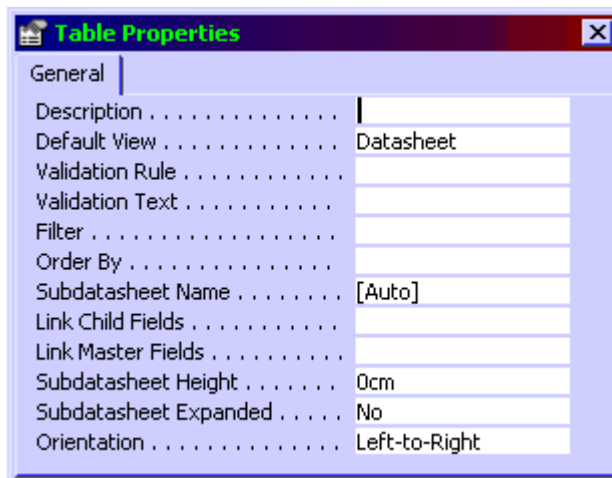 Table Properties
General
Description . . . . . . . . . . . . . . .
Default View . . . . . . . . . . . . . Datasheet
Validation Rule . . . . . . . . . . . .
Validation Text . . . . . . . . . . .
Filter . . . . . . . . . . . . . . . . . .
Order By . . . . . . . . . . . . . . .
Subdatasheet Name . . . . . . . . [Auto]
Link Child Fields . . . . . . . . . . .
Link Master Fields . . . . . . . . . .
Subdatasheet Height . . . . . . . 0cm
Subdatasheet Expanded . . . . . No
Orientation . . . . . . . . . . . . . . Left-to-Right